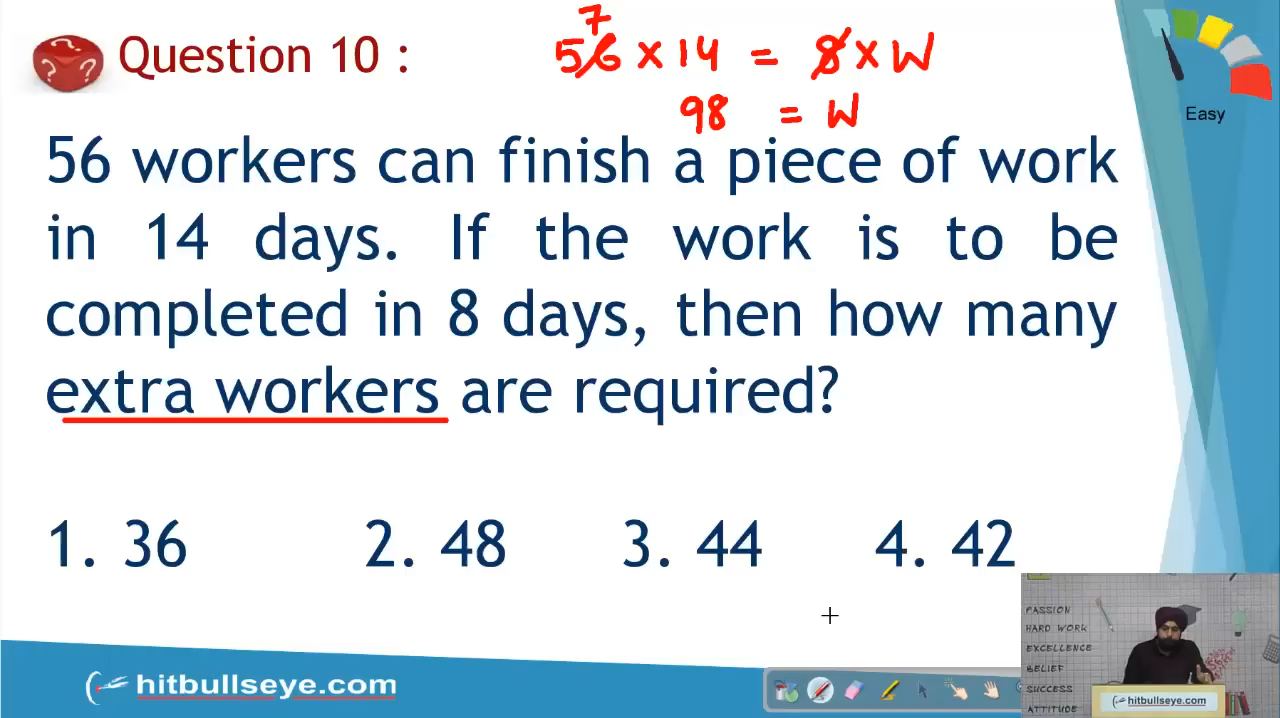 Question 10 :
7
56 × 14 = 8 × W
98 = W
Easy
56 workers can finish a piece of work
in 14 days. If the work is to be
completed in 8 days, then how many
extra workers are required?
1. 36 2. 48 3. 44 4. 42
PASSION
HARD WORK
EXCELLENCE
BELIEF
SUCCESS
ATTITUDE
hitbullseye.com
hitbullseye.com